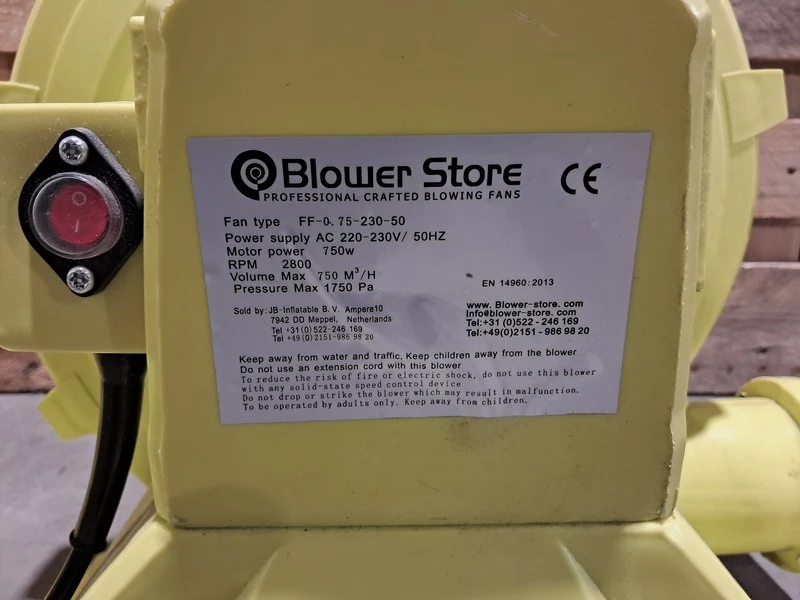 Blower Store
PROFESSIONAL CRAFTED BLOWING FANS
CE
Fan type FF-0.75-230-50
Power supply AC 220-230V/ 50HZ
Motor power 750w
RPM 2800
Volume Max 750 M³/H
Pressure Max 1750 Pa
EN 14960:2013
Sold by: JB-Inflatable B. V. Ampere10
7942 DD Meppel, Netherlands
Tel +31(0)522-246 169
Tel +49(0)2151-986 98 20
www. Blower-store. com
Info@blower-store. com
Tel:+31(0)522 - 246 169
Tel:+49(0)2151 - 986 98 20
Keep away from water and traffic, Keep children away from the blower
Do not use an extension cord with this blower
To reduce the risk of fire or electric shock, do not use this blower
with any solid-state speed control device
Do not drop or strike the blower which may result in malfunction.
To be operated by adults only. Keep away from children.